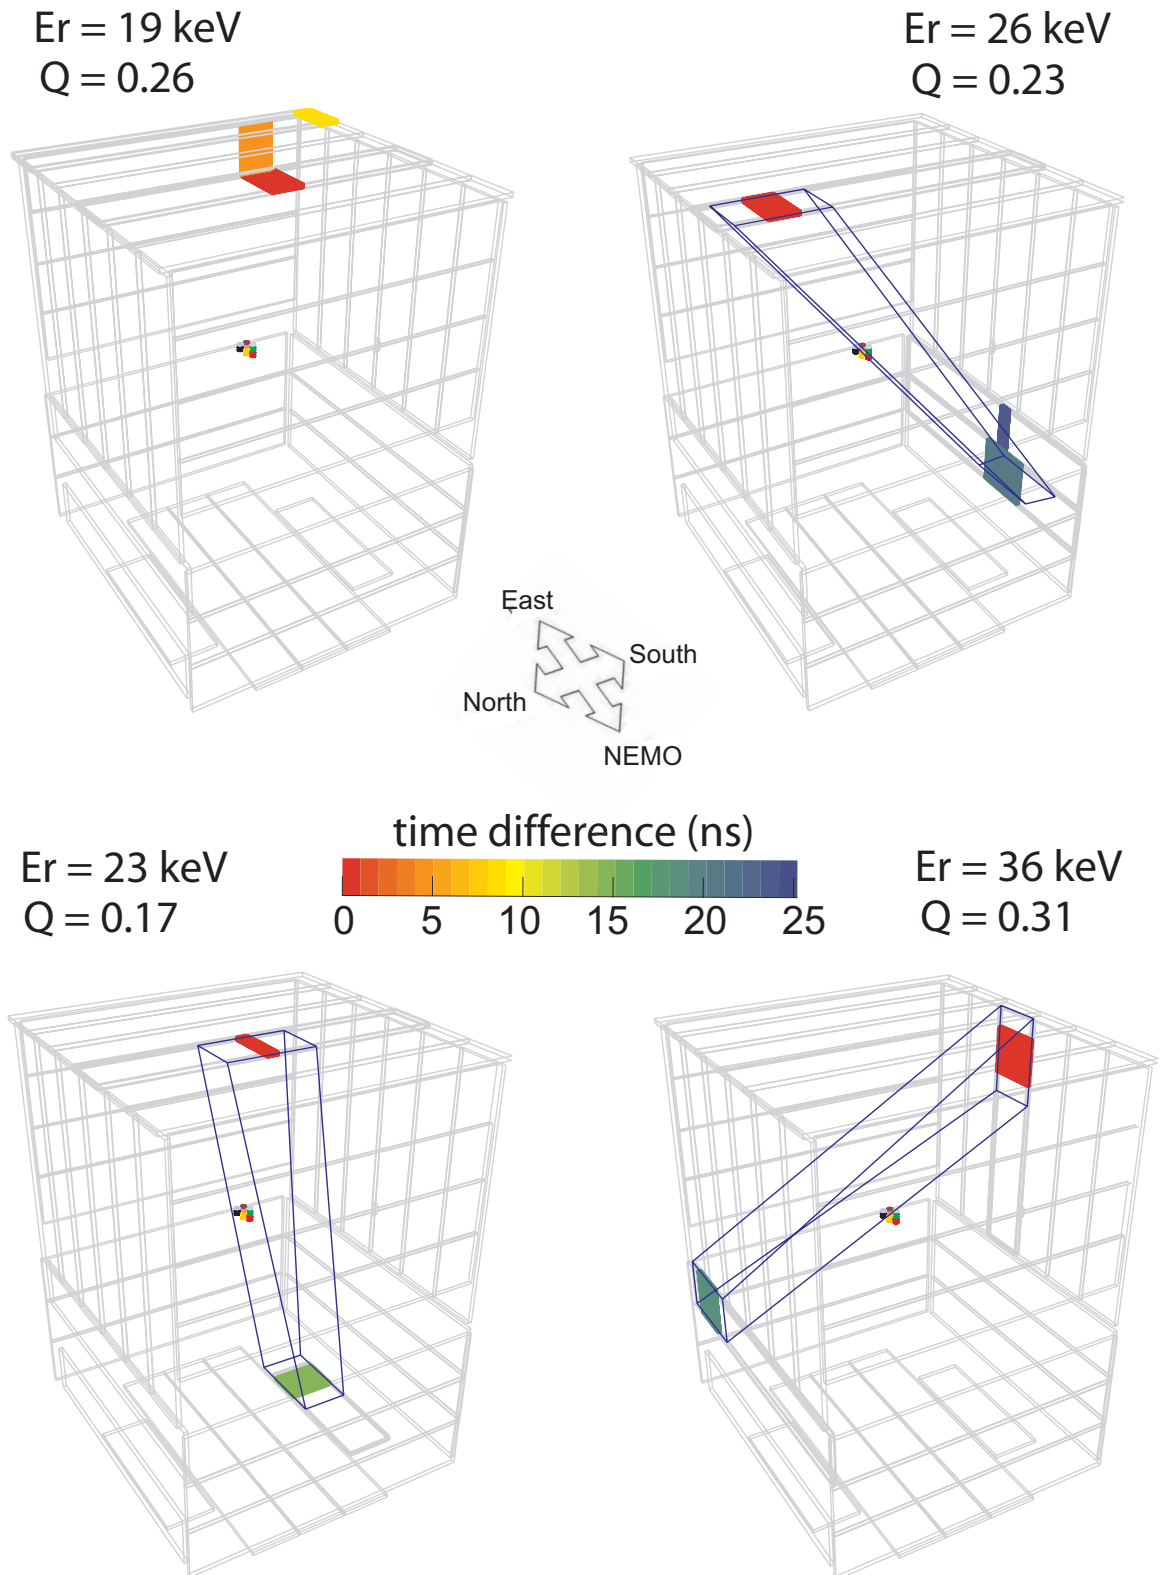 Er = 19 keV
Q = 0.26
Er = 26 keV
Q = 0.23
East
South
North
NEMO
time difference (ns)
0 5 10 15 20 25
Er = 23 keV
Q = 0.17
Er = 36 keV
Q = 0.31